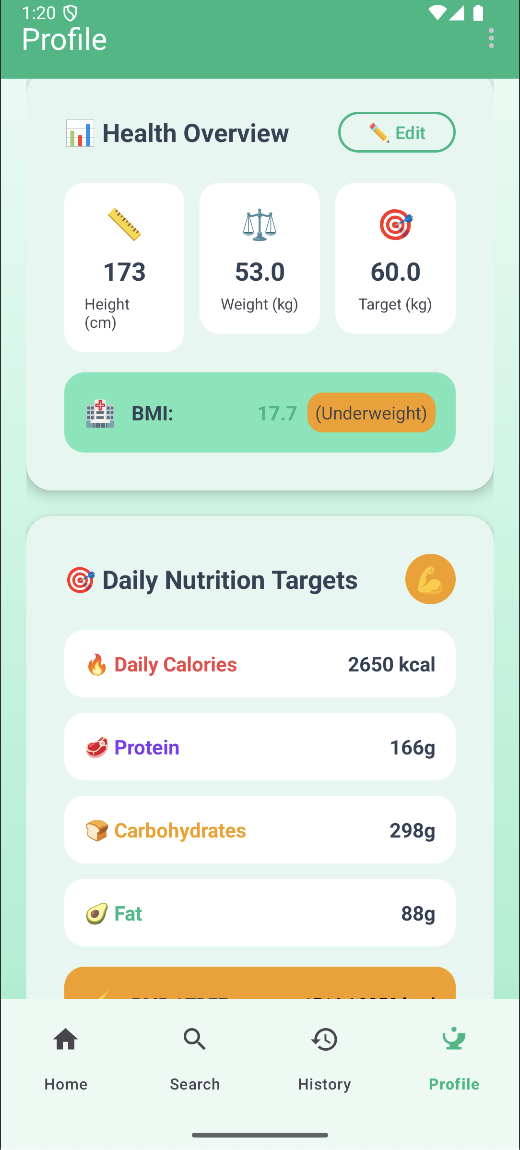 1:20
Profile
Health Overview
Edit
173
Height
(cm)
53.0
Weight (kg)
60.0
Target (kg)
BMI:
17.7
(Underweight)
Daily Nutrition Targets
Daily Calories
2650 kcal
Protein
166g
Carbohydrates
298g
Fat
88g
Home
Search
History
Profile